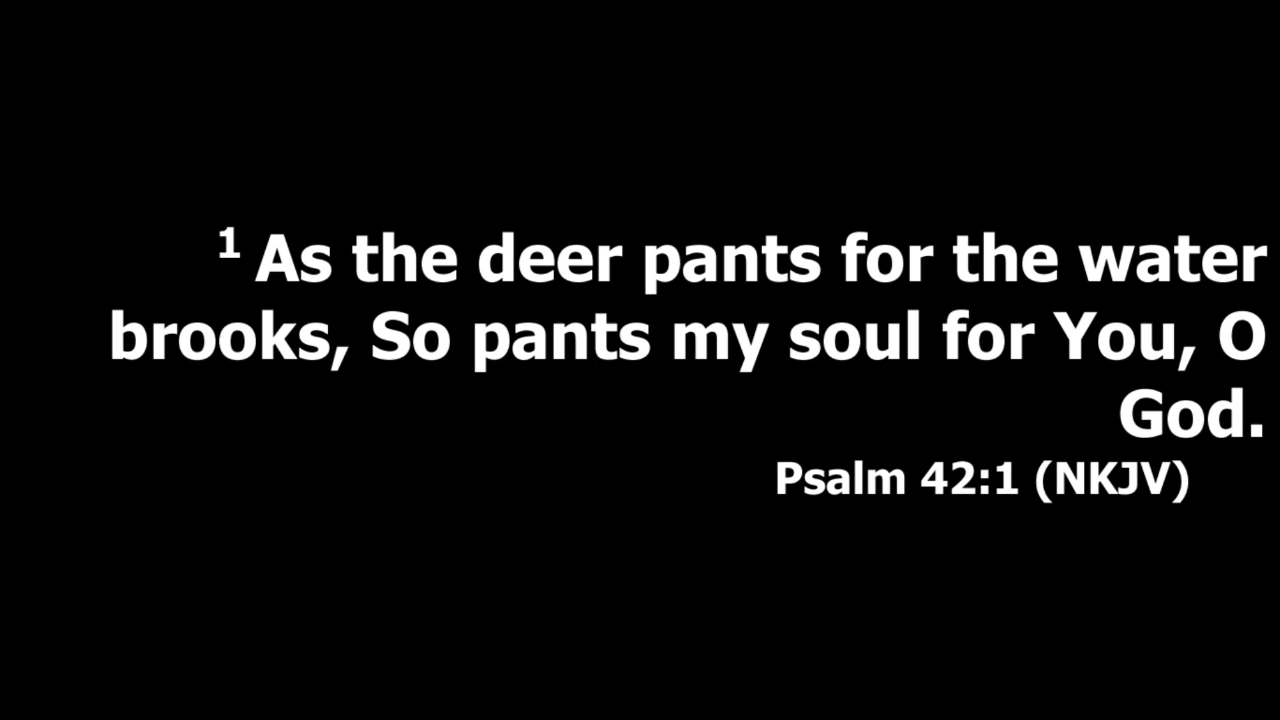 ¹ As the deer pants for the water
brooks, So pants my soul for You, O
God.
Psalm 42:1 (NKJV)